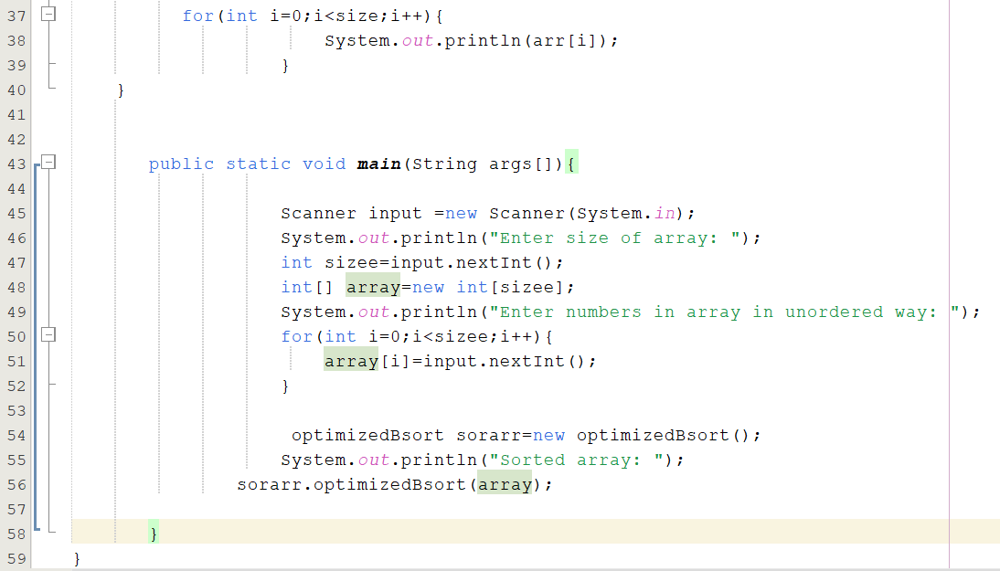 37 for(int i=0;i<size;i++){
38 System.out.println(arr[i]);
39 }
40 }
41
42
43 public static void main(String args[]){
44
45 Scanner input =new Scanner(System.in);
46 System.out.println("Enter size of array: ");
47 int sizee=input.nextInt();
48 int[] array=new int[sizee];
49 System.out.println("Enter numbers in array in unordered way: ");
50 for(int i=0;i<sizee;i++){
51 array[i]=input.nextInt();
52 }
53
54 optimizedBsort sorarr=new optimizedBsort();
55 System.out.println("Sorted array: ");
56 sorarr.optimizedBsort(array);
57
58 }
59 }